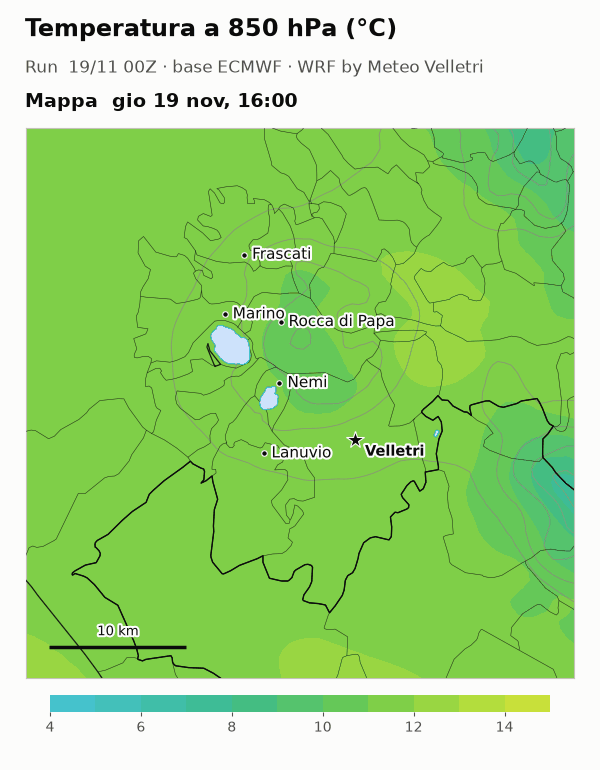 Temperatura a 850 hPa (°C)
Run  19/11 00Z · base ECMWF · WRF by Meteo Velletri
Mappa  gio 19 nov, 16:00
Frascati
Marino
Rocca di Papa
Nemi
Velletri
Lanuvio
10 km
4 6 8 10 12 14